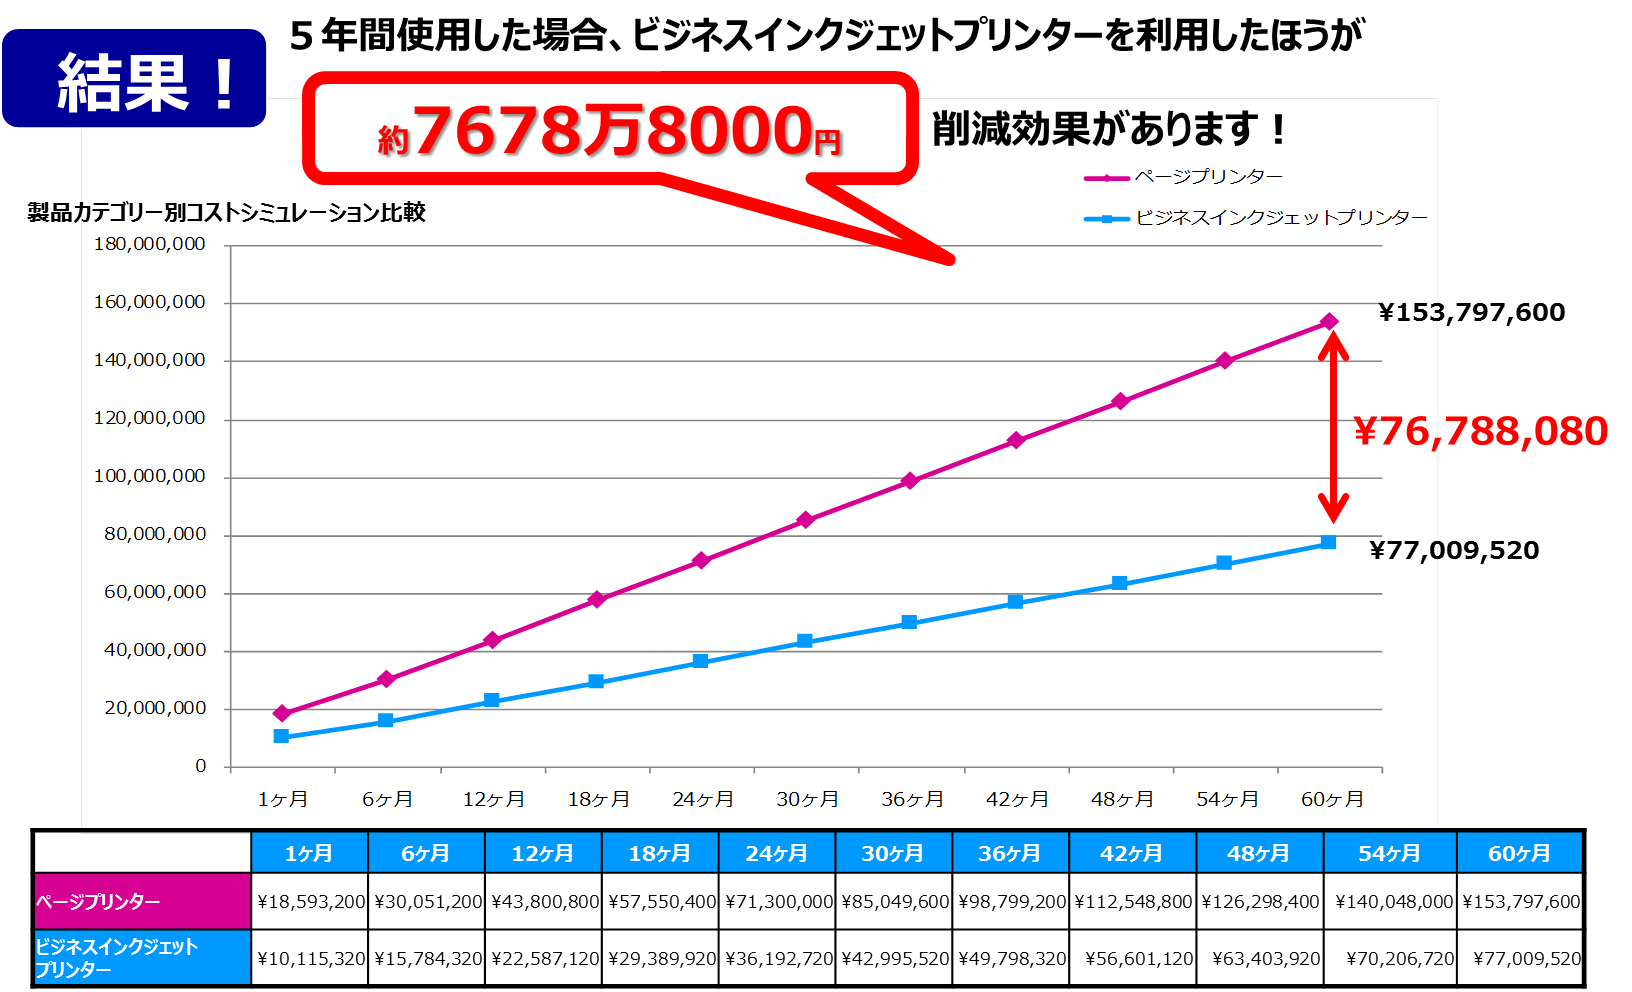 結果！
５年間使用した場合、ビジネスインクジェットプリンターを利用したほうが
約7678万8000円
削減効果があります！
ページプリンター
ビジネスインクジェットプリンター
製品カテゴリー別コストシミュレーション比較
180,000,000
160,000,000
140,000,000
120,000,000
100,000,000
80,000,000
60,000,000
40,000,000
20,000,000
0
¥153,797,600
¥76,788,080
¥77,009,520
1ヶ月 6ヶ月 12ヶ月 18ヶ月 24ヶ月 30ヶ月 36ヶ月 42ヶ月 48ヶ月 54ヶ月 60ヶ月
1ヶ月 6ヶ月 12ヶ月 18ヶ月 24ヶ月 30ヶ月 36ヶ月 42ヶ月 48ヶ月 54ヶ月 60ヶ月
ページプリンター ¥18,593,200 ¥30,051,200 ¥43,800,800 ¥57,550,400 ¥71,300,000 ¥85,049,600 ¥98,799,200 ¥112,548,800 ¥126,298,400 ¥140,048,000 ¥153,797,600
ビジネスインクジェット
プリンター
¥10,115,320 ¥15,784,320 ¥22,587,120 ¥29,389,920 ¥36,192,720 ¥42,995,520 ¥49,798,320 ¥56,601,120 ¥63,403,920 ¥70,206,720 ¥77,009,520